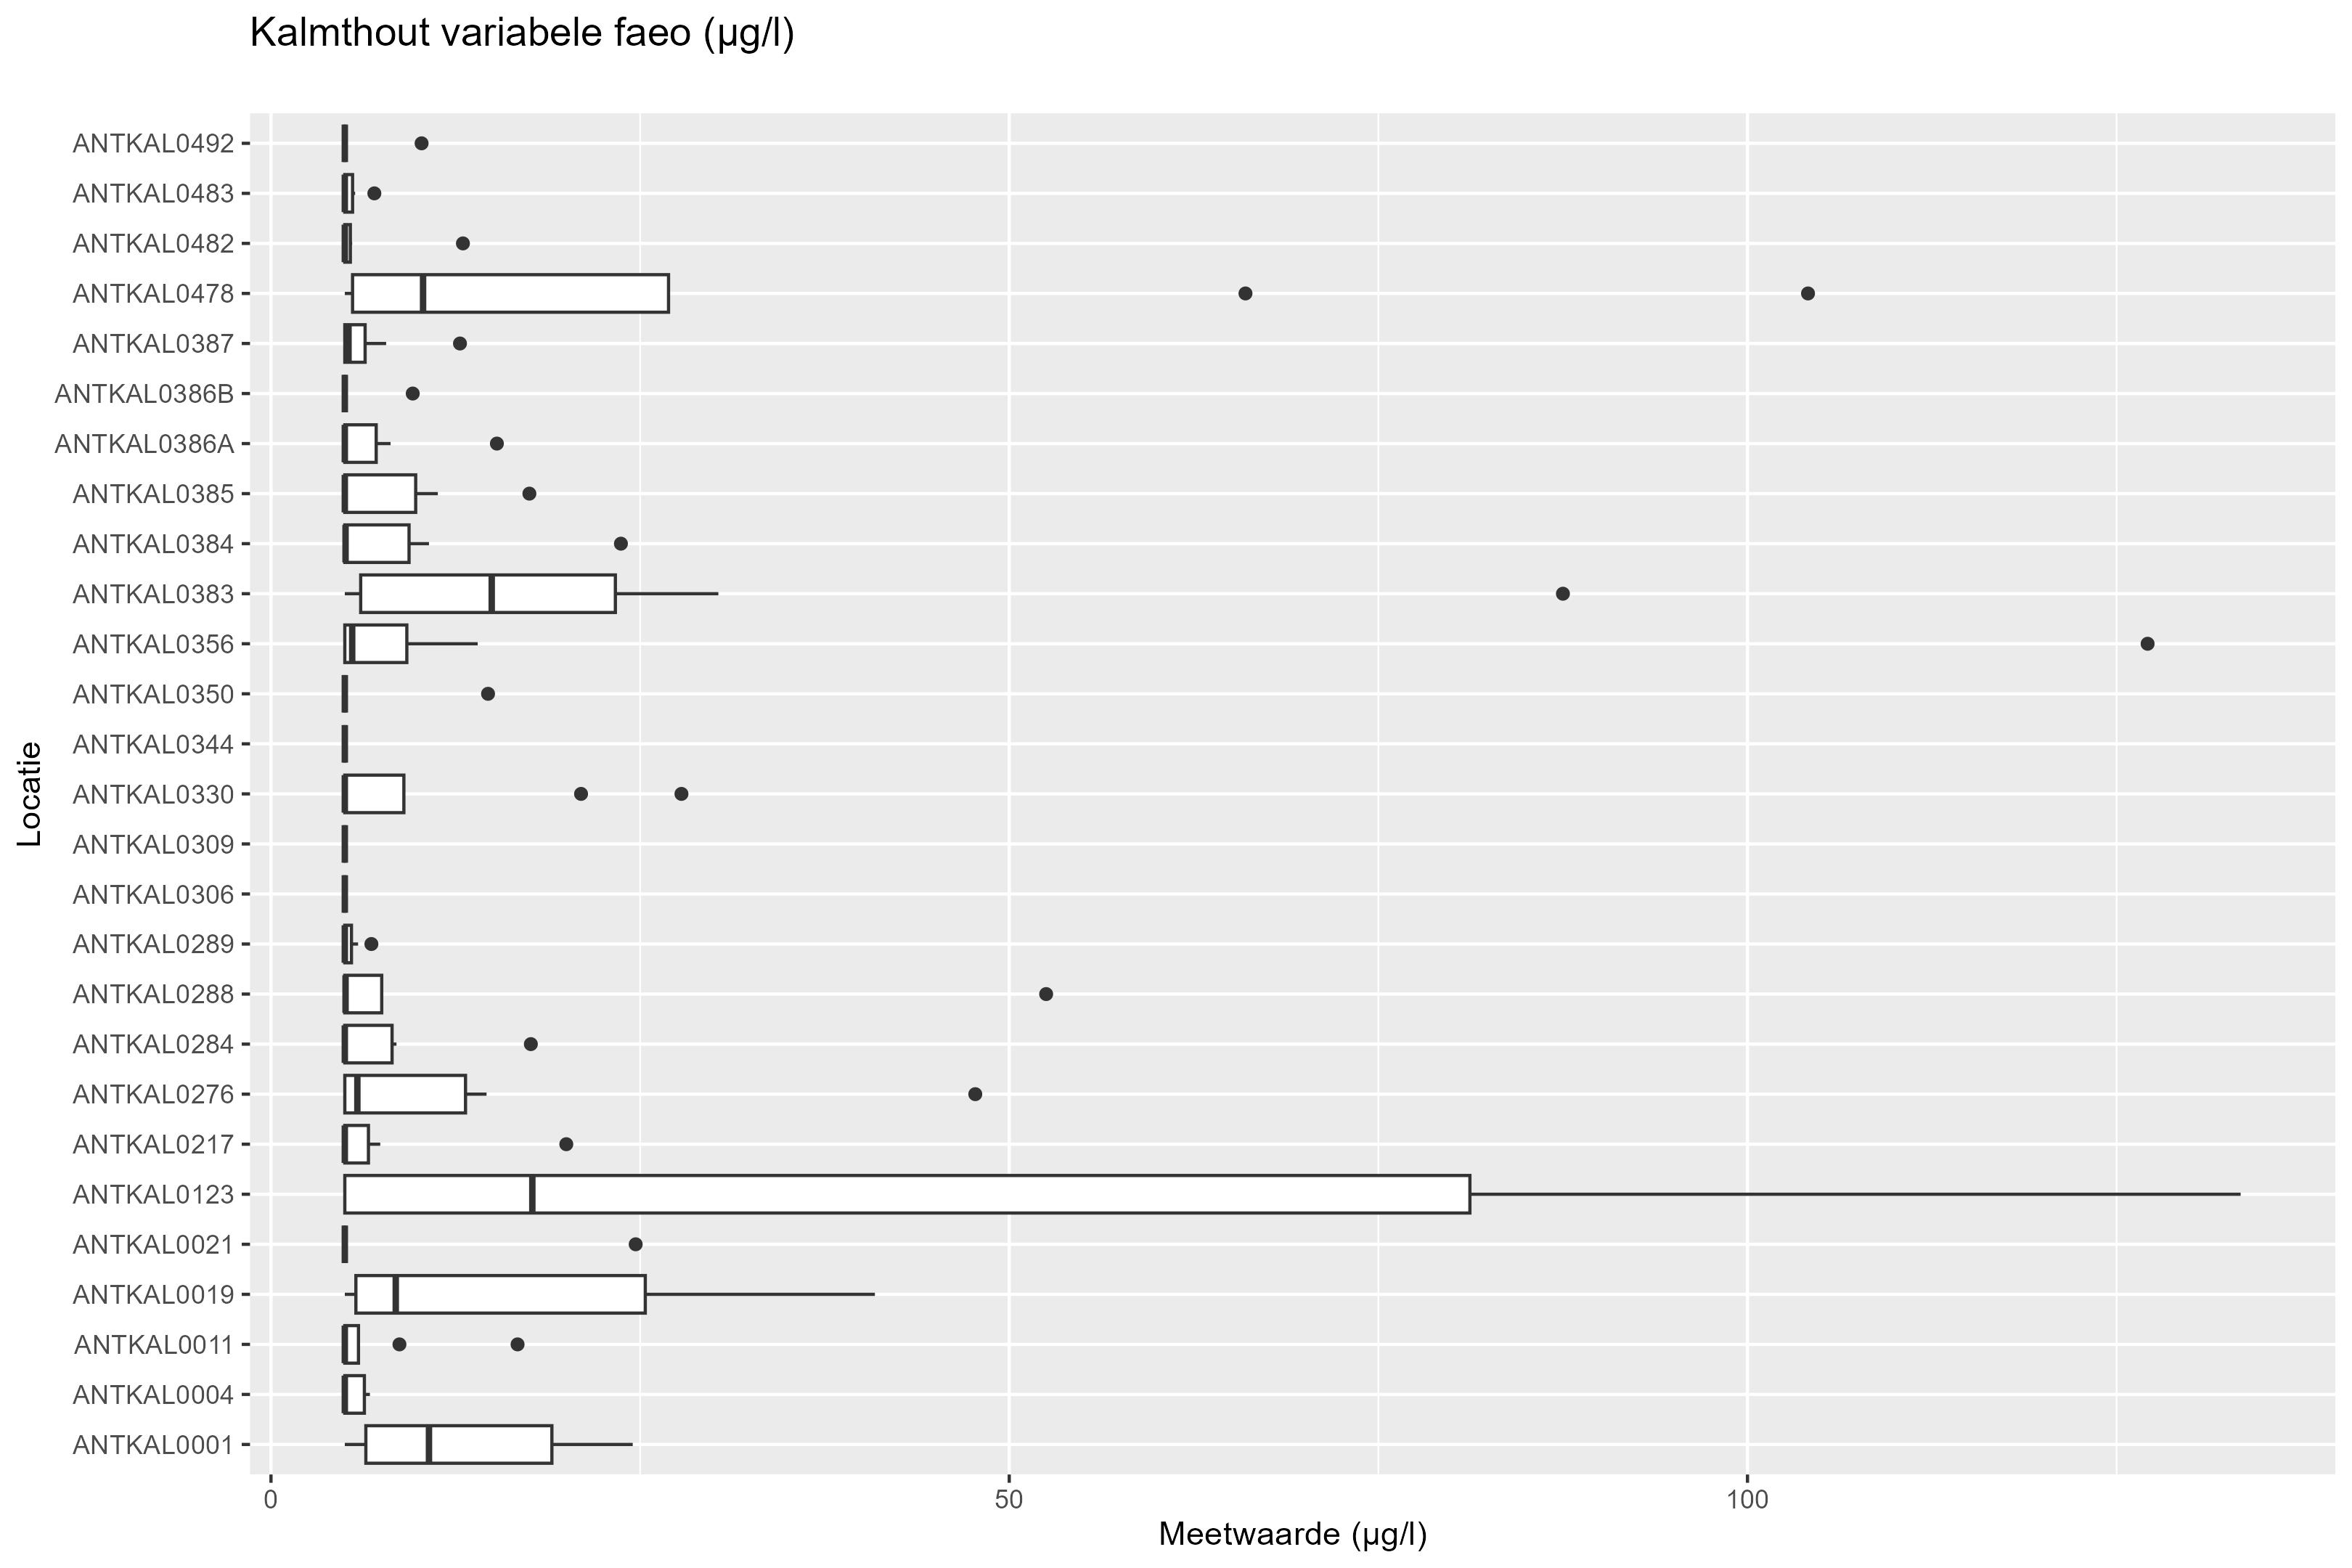 Kalmthout variabele faeo (µg/l)
ANTKAL0492
ANTKAL0483
ANTKAL0482
ANTKAL0478
ANTKAL0387
ANTKAL0386B
ANTKAL0386A
ANTKAL0385
ANTKAL0384
ANTKAL0383
ANTKAL0356
ANTKAL0350
ANTKAL0344
ANTKAL0330
ANTKAL0309
ANTKAL0306
ANTKAL0289
ANTKAL0288
ANTKAL0284
ANTKAL0276
ANTKAL0217
ANTKAL0123
ANTKAL0021
ANTKAL0019
ANTKAL0011
ANTKAL0004
ANTKAL0001
Locatie
0 50 100
Meetwaarde (µg/l)